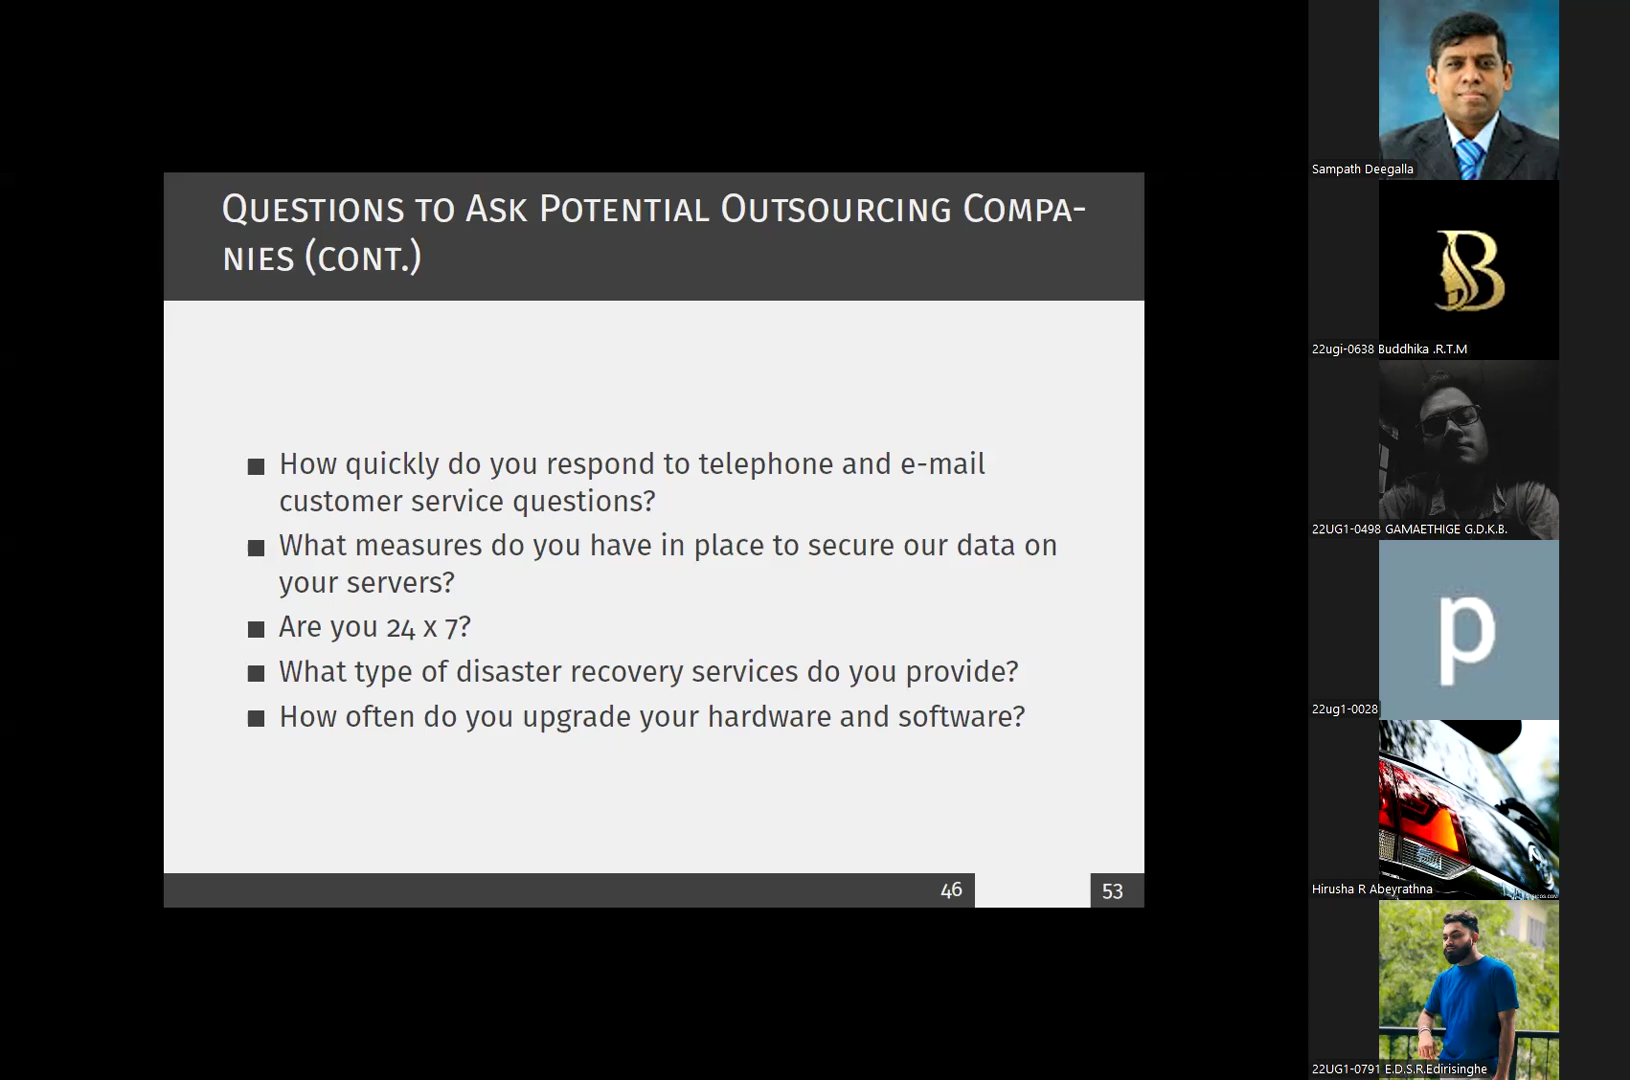 QUESTIONS TO ASK POTENTIAL OUTSOURCING COMPA-
NIES (CONT.)
■ How quickly do you respond to telephone and e-mail
customer service questions?
■ What measures do you have in place to secure our data on
your servers?
■ Are you 24 x 7?
■ What type of disaster recovery services do you provide?
■ How often do you upgrade your hardware and software?
46
53
Sampath Deegalla
B
22ugi-0638 Buddhika .R.T.M
22UG1-0498 GAMAETHIGE G.D.K.B.
p
22ug1-0028
Hirusha R Abeyrathna
22UG1-0791 E.D.S.R.Edirisinghe